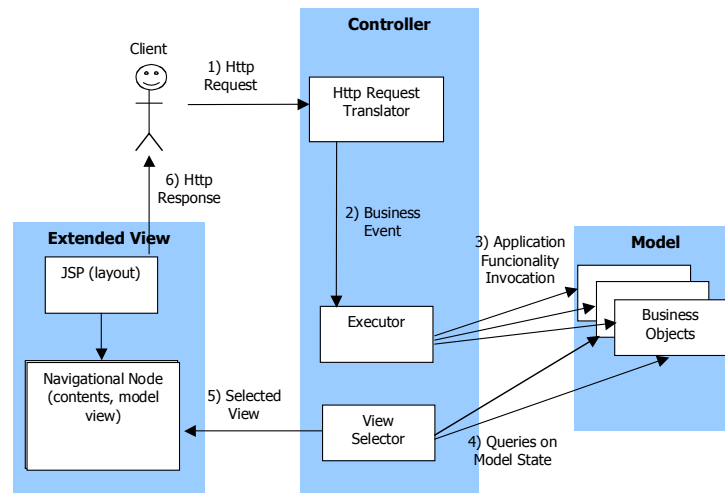 Controller
Client
1) Http
Request
Http Request
Translator
6) Http
Response
2) Business
Event
Extended View
JSP (layout)
3) Application
Funcionality
Invocation
Model
Executor
Business
Objects
Navigational Node
(contents, model
view)
5) Selected
View
View
Selector
4) Queries on
Model State